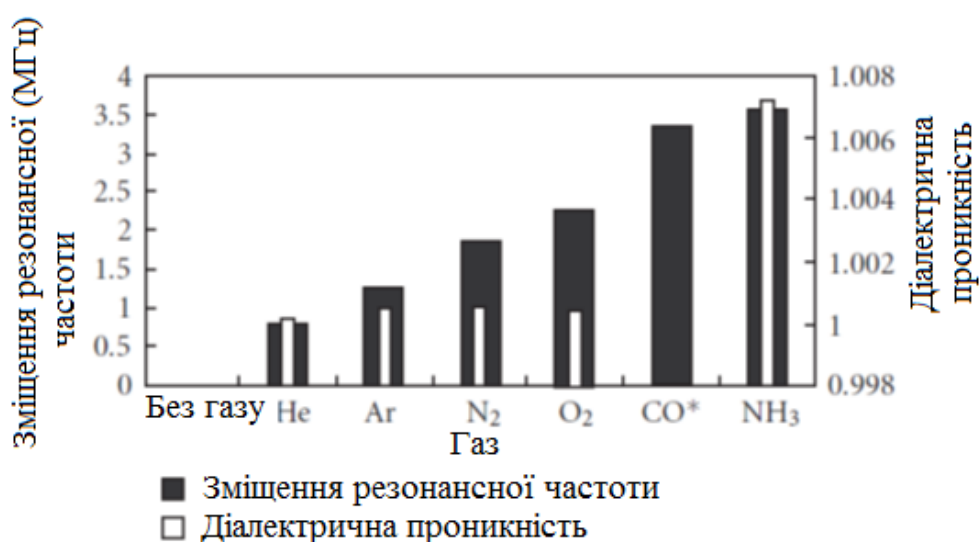 Зміщення резонансної (МГц)
частоти
4
3.5
3
2.5
2
1.5
1
0.5
0
1.008
1.006
1.004
1.002
1
0.998
Діалектрична
проникність
Без газу He Ar N₂ O₂ CO* NH₃
Газ
Зміщення резонансної частоти
Діалектрична проникність